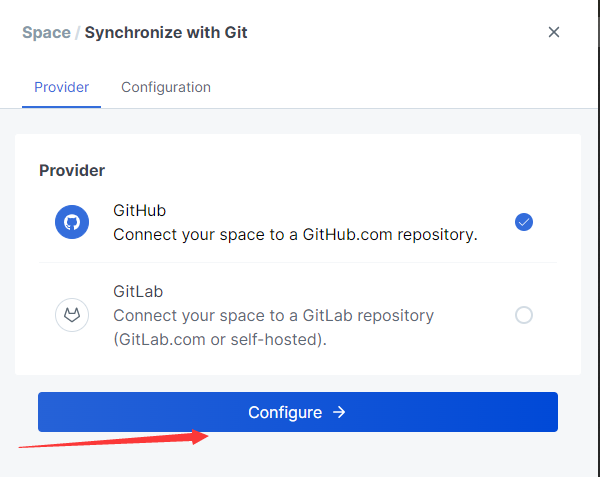 Space / Synchronize with Git
Provider Configuration
Provider
GitHub
Connect your space to a GitHub.com repository.
GitLab
Connect your space to a GitLab repository
(GitLab.com or self-hosted).
Configure →